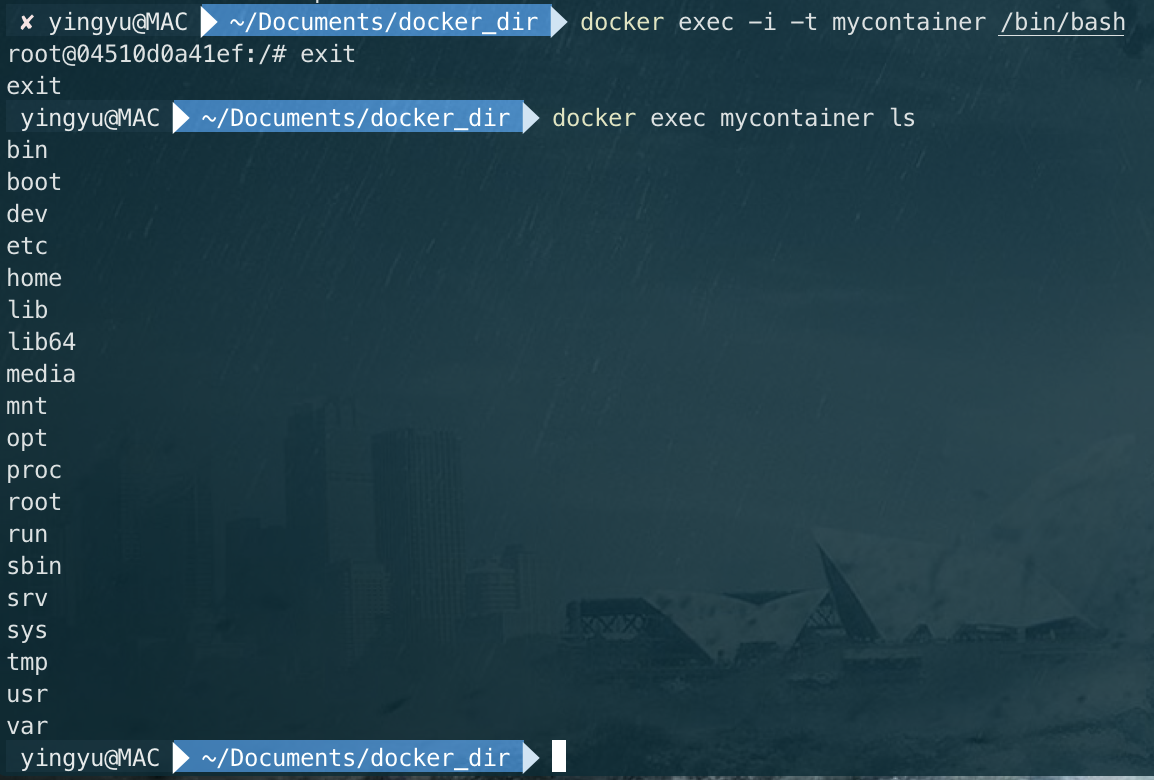 ✘ yingyu@MAC ~/Documents/docker_dir docker exec -i -t mycontainer /bin/bash
root@04510d0a41ef:/# exit
exit
yingyu@MAC ~/Documents/docker_dir docker exec mycontainer ls
bin
boot
dev
etc
home
lib
lib64
media
mnt
opt
proc
root
run
sbin
srv
sys
tmp
usr
var
yingyu@MAC ~/Documents/docker_dir